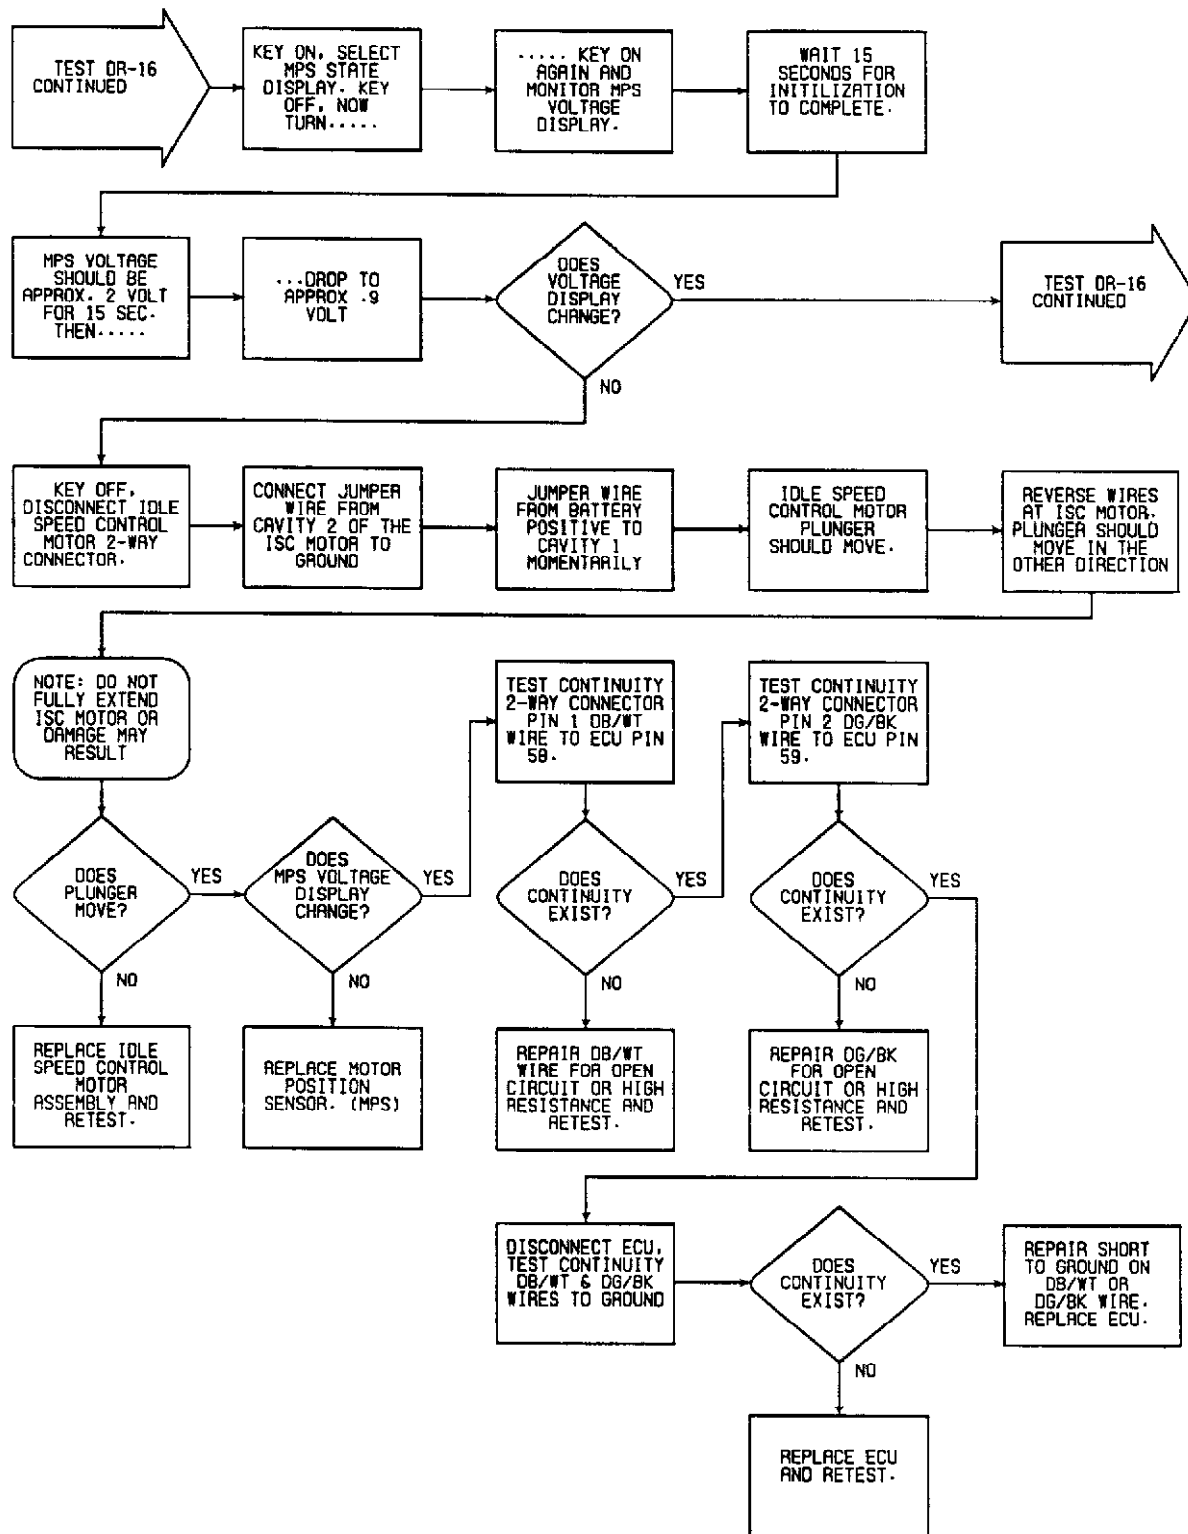 TEST DR-16
CONTINUED
KEY ON, SELECT
MPS STATE
DISPLAY. KEY
OFF, NOW
TURN.....
..... KEY ON
AGAIN AND
MONITOR MPS
VOLTAGE
DISPLAY.
WAIT 15
SECONDS FOR
INITILIZATION
TO COMPLETE.
MPS VOLTAGE
SHOULD BE
APPROX. 2 VOLT
FOR 15 SEC.
THEN.....
...DROP TO
APPROX .9
VOLT
DOES
VOLTAGE
DISPLAY
CHANGE?
YES
NO
TEST DR-16
CONTINUED
KEY OFF,
DISCONNECT IDLE
SPEED CONTROL
MOTOR 2-WAY
CONNECTOR.
CONNECT JUMPER
WIRE FROM
CAVITY 2 OF THE
ISC MOTOR TO
GROUND
JUMPER WIRE
FROM BATTERY
POSITIVE TO
CAVITY 1
MOMENTARILY
IDLE SPEED
CONTROL MOTOR
PLUNGER
SHOULD MOVE.
REVERSE WIRES
AT ISC MOTOR.
PLUNGER SHOULD
MOVE IN THE
OTHER DIRECTION
NOTE: DO NOT
FULLY EXTEND
ISC MOTOR OR
DAMAGE MAY
RESULT
TEST CONTINUITY
2-WAY CONNECTOR
PIN 1 DB/WT
WIRE TO ECU PIN
58.
TEST CONTINUITY
2-WAY CONNECTOR
PIN 2 DG/BK
WIRE TO ECU PIN
59.
DOES
PLUNGER
MOVE?
YES
NO
DOES
MPS VOLTAGE
DISPLAY
CHANGE?
YES
NO
DOES
CONTINUITY
EXIST?
YES
NO
DOES
CONTINUITY
EXIST?
YES
NO
REPLACE IDLE
SPEED CONTROL
MOTOR
ASSEMBLY AND
RETEST.
REPLACE MOTOR
POSITION
SENSOR. (MPS)
REPAIR DB/WT
WIRE FOR OPEN
CIRCUIT OR HIGH
RESISTANCE AND
RETEST.
REPAIR DG/BK
FOR OPEN
CIRCUIT OR HIGH
RESISTANCE AND
RETEST.
DISCONNECT ECU,
TEST CONTINUITY
DB/WT & DG/BK
WIRES TO GROUND
DOES
CONTINUITY
EXIST?
YES
NO
REPAIR SHORT
TO GROUND ON
DB/WT OR
DG/BK WIRE.
REPLACE ECU.
REPLACE ECU
AND RETEST.